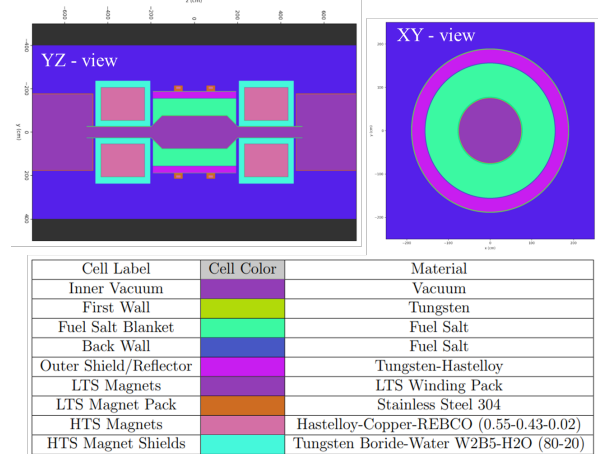 YZ - view
XY - view
Cell Label Cell Color Material
Inner Vacuum Vacuum
First Wall Tungsten
Fuel Salt Blanket Fuel Salt
Back Wall Fuel Salt
Outer Shield/Reflector Tungsten-Hastelloy
LTS Magnets LTS Winding Pack
LTS Magnet Pack Stainless Steel 304
HTS Magnets Hastelloy-Copper-REBCO (0.55-0.43-0.02)
HTS Magnet Shields Tungsten Boride-Water W2B5-H2O (80-20)